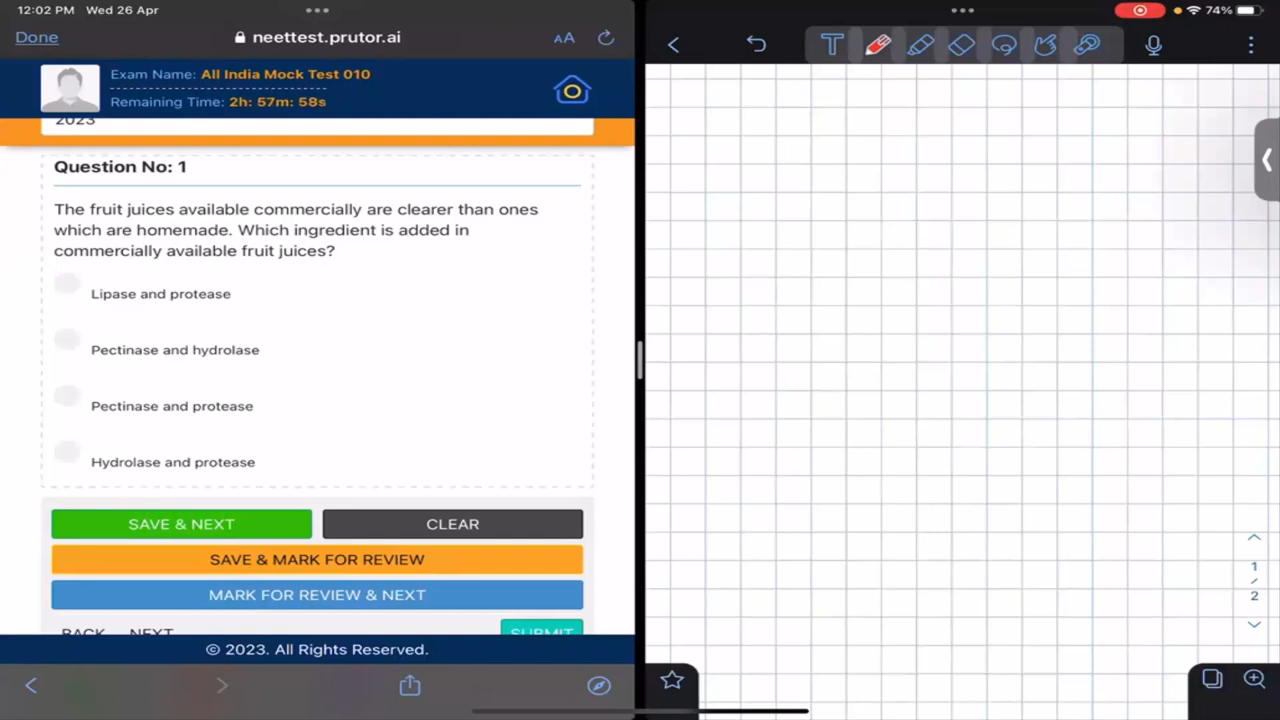 12:02 PM Wed 26 Apr
74%
Done
neettest.prutor.ai
AA
Exam Name: All India Mock Test 010
Remaining Time: 2h: 57m: 58s
2023
Question No: 1
The fruit juices available commercially are clearer than ones
which are homemade. Which ingredient is added in
commercially available fruit juices?
Lipase and protease
Pectinase and hydrolase
Pectinase and protease
Hydrolase and protease
SAVE & NEXT
CLEAR
SAVE & MARK FOR REVIEW
MARK FOR REVIEW & NEXT
BACK NEXT
SUBMIT
© 2023. All Rights Reserved.
T
1
/
2